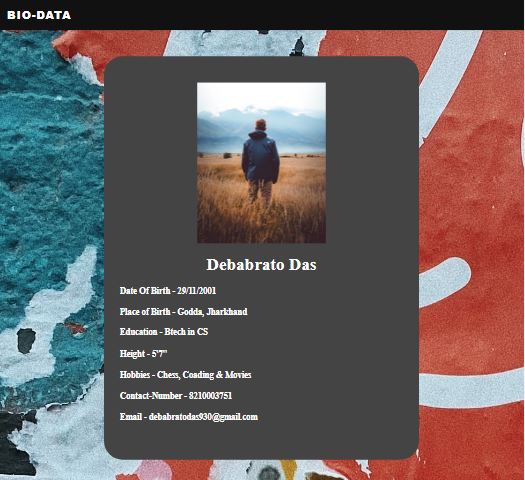 BIO-DATA
Debabrato Das
Date Of Birth - 29/11/2001
Place of Birth - Godda, Jharkhand
Education - Btech in CS
Height - 5'7"
Hobbies - Chess, Coading & Movies
Contact-Number - 8210003751
Email - debabratodas930@gmail.com